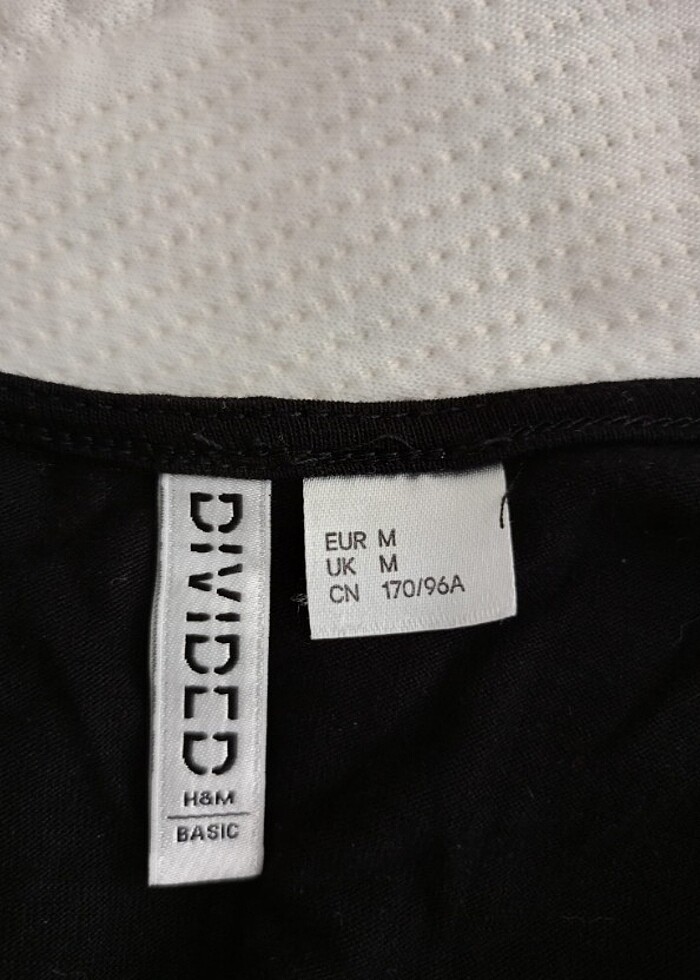 DIVIDED
H&M
BASIC
EUR M
UK M
CN 170/96A